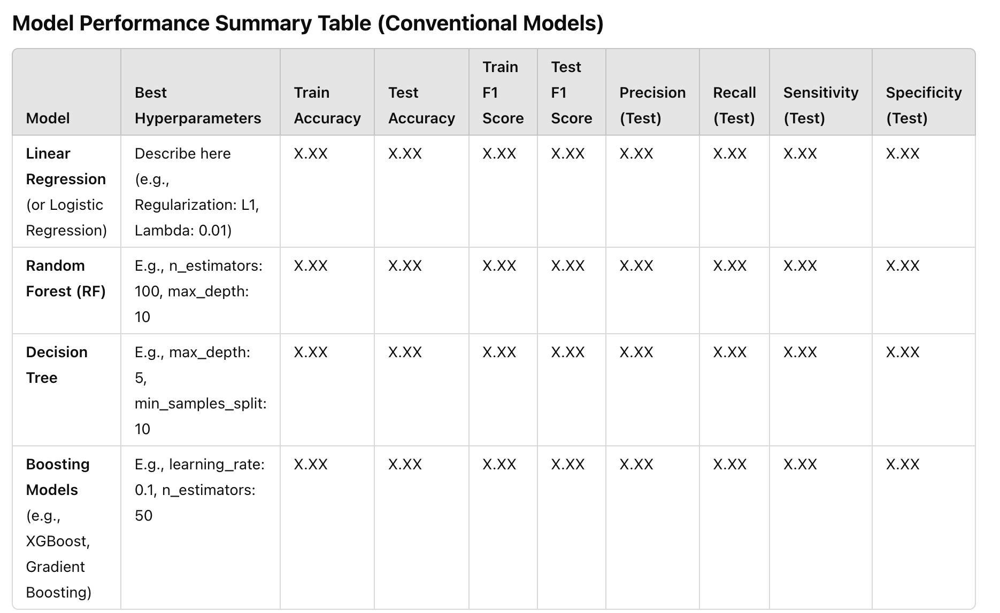 Model Performance Summary Table (Conventional Models)
Model
Best
Hyperparameters
Train
Accuracy
Test
Accuracy
Train
F1
Score
Test
F1
Score
Precision
(Test)
Recall
(Test)
Sensitivity
(Test)
Specificity
(Test)
Linear
Regression
(or Logistic
Regression)
Describe here
(e.g.,
Regularization: L1,
Lambda: 0.01)
X.XX
X.XX
X.XX
X.XX
X.XX
X.XX
X.XX
X.XX
Random
Forest (RF)
E.g., n_estimators:
100, max_depth:
10
X.XX
X.XX
X.XX
X.XX
X.XX
X.XX
X.XX
X.XX
Decision
Tree
E.g., max_depth:
5,
min_samples_split:
10
X.XX
X.XX
X.XX
X.XX
X.XX
X.XX
X.XX
X.XX
Boosting
Models
(e.g.,
XGBoost,
Gradient
Boosting)
E.g., learning_rate:
0.1, n_estimators:
50
X.XX
X.XX
X.XX
X.XX
X.XX
X.XX
X.XX
X.XX